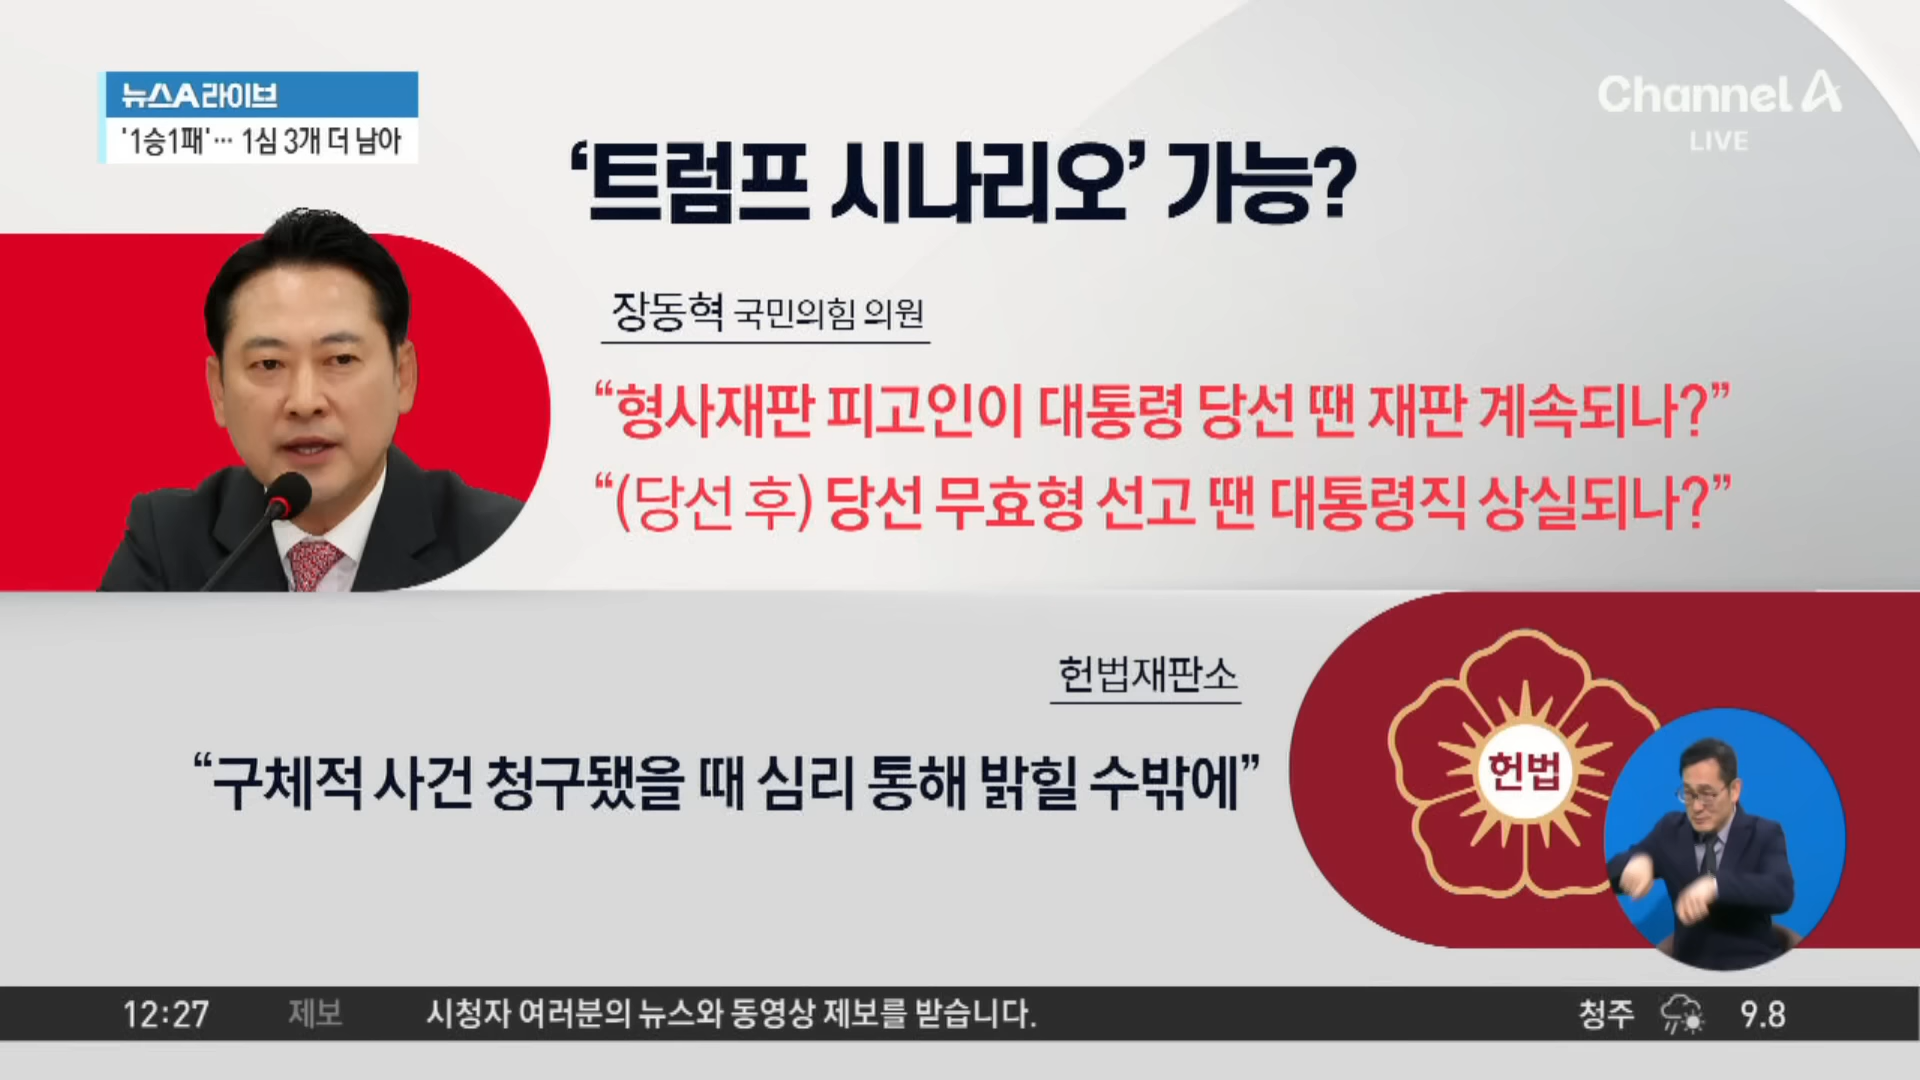 뉴스A 라이브
'1승1패'… 1심 3개 더 남아
Channel A
LIVE
‘트럼프 시나리오’ 가능?
장동혁 국민의힘 의원
“형사재판 피고인이 대통령 당선 땐 재판 계속되나?”
“(당선 후) 당선 무효형 선고 땐 대통령직 상실되나?”
헌법재판소
“구체적 사건 청구됐을 때 심리 통해 밝힐 수밖에”
헌법
12:27 제보 시청자 여러분의 뉴스와 동영상 제보를 받습니다. 청주 9.8